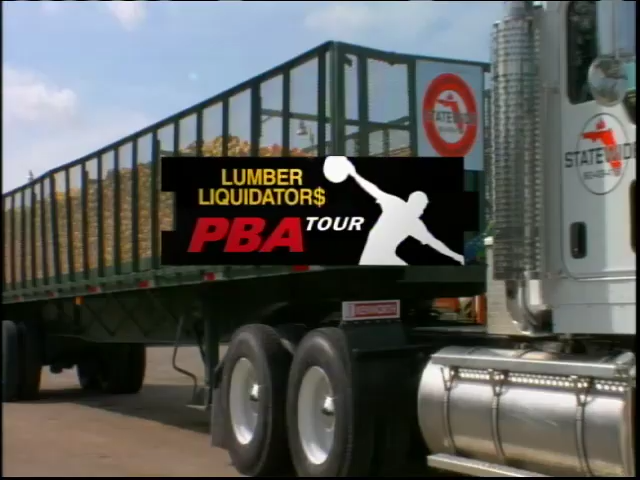 LUMBER
LIQUIDATOR$
PBA TOUR
STATEWIDE
STATEWIDE